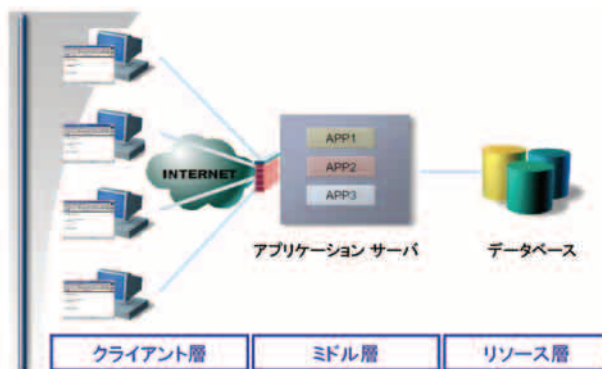 INTERNET
APP1
APP2
APP3
アプリケーション サーバ
データベース
クライアント層
ミドル層
リソース層